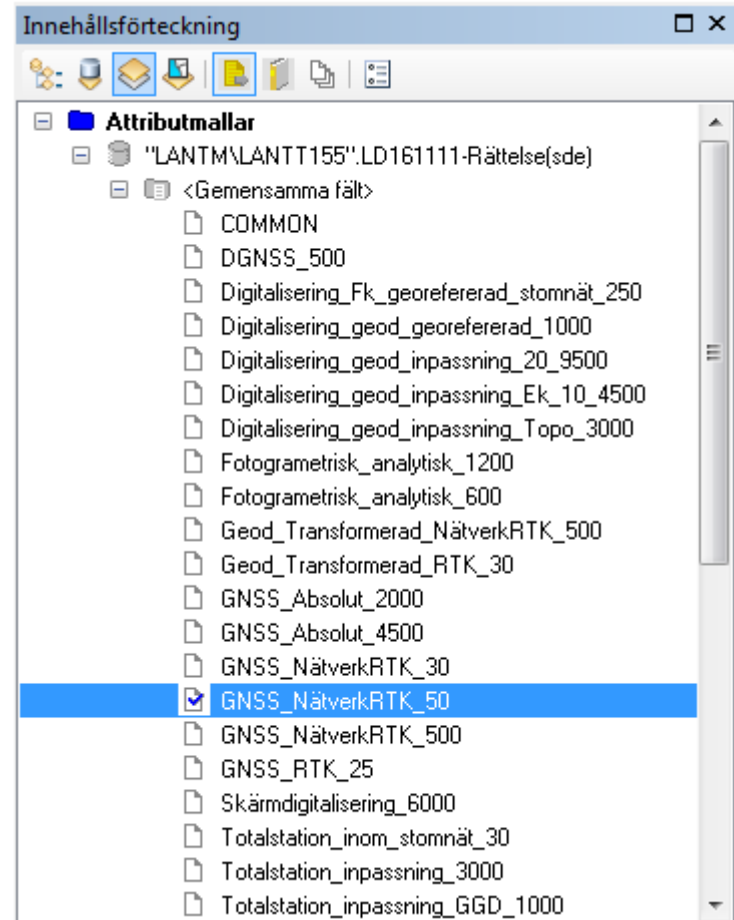 Innehållsförteckning
Attributmallar
"LANTM\LANTT155".LD161111-Rättelse(sde)
<Gemensamma fält>
COMMON
DGNSS_500
Digitalisering_Fk_georefererad_stomnät_250
Digitalisering_geod_georefererad_1000
Digitalisering_geod_inpassning_20_9500
Digitalisering_geod_inpassning_Ek_10_4500
Digitalisering_geod_inpassning_Topo_3000
Fotogrametrisk_analytisk_1200
Fotogrametrisk_analytisk_600
Geod_Transformerad_NätverkRTK_500
Geod_Transformerad_RTK_30
GNSS_Absolut_2000
GNSS_Absolut_4500
GNSS_NätverkRTK_30
GNSS_NätverkRTK_50
GNSS_NätverkRTK_500
GNSS_RTK_25
Skärmdigitalisering_6000
Totalstation_inom_stomnät_30
Totalstation_inpassning_3000
Totalstation_inpassning_GGD_1000